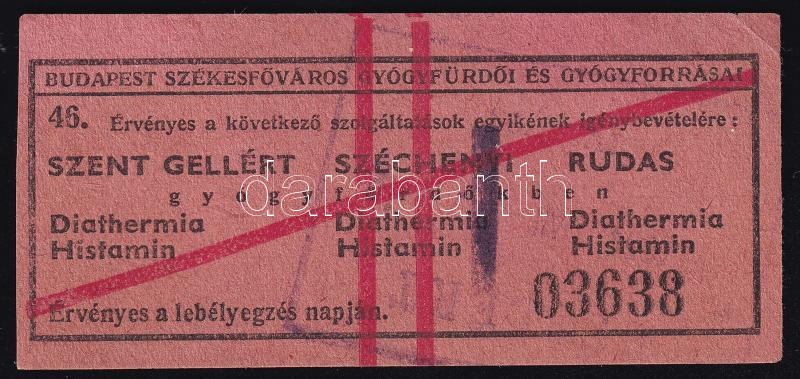 BUDAPEST SZÉKESFŐVÁROS GYÓGYFÜRDŐI ÉS GYÓGYFORRÁSAI
46. Érvényes a következő szolgáltatások egyikének igénybevételére:
SZENT GELLÉRT SZÉCHENYI RUDAS
gyógyfürdőkben
darabanth
Diathermia Diathermia Diathermia
Histamin Histamin Histamin
Érvényes a lebélyegzés napján. 03638